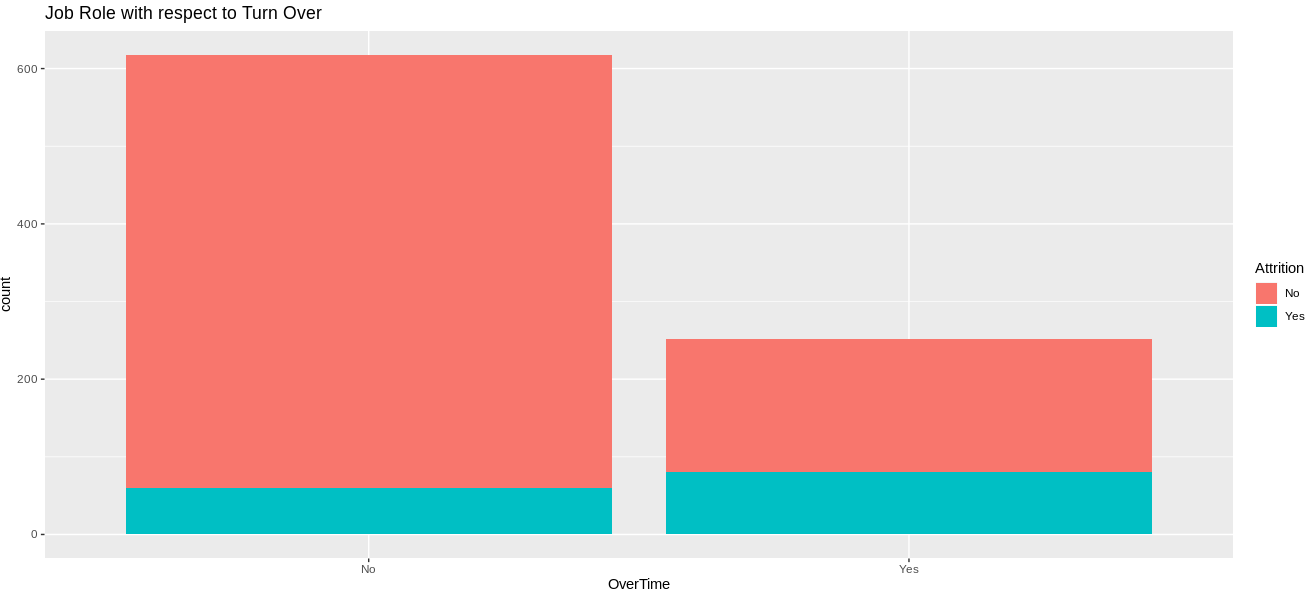 Job Role with respect to Turn Over
600
400
200
0
count
No
Yes
OverTime
Attrition
No
Yes